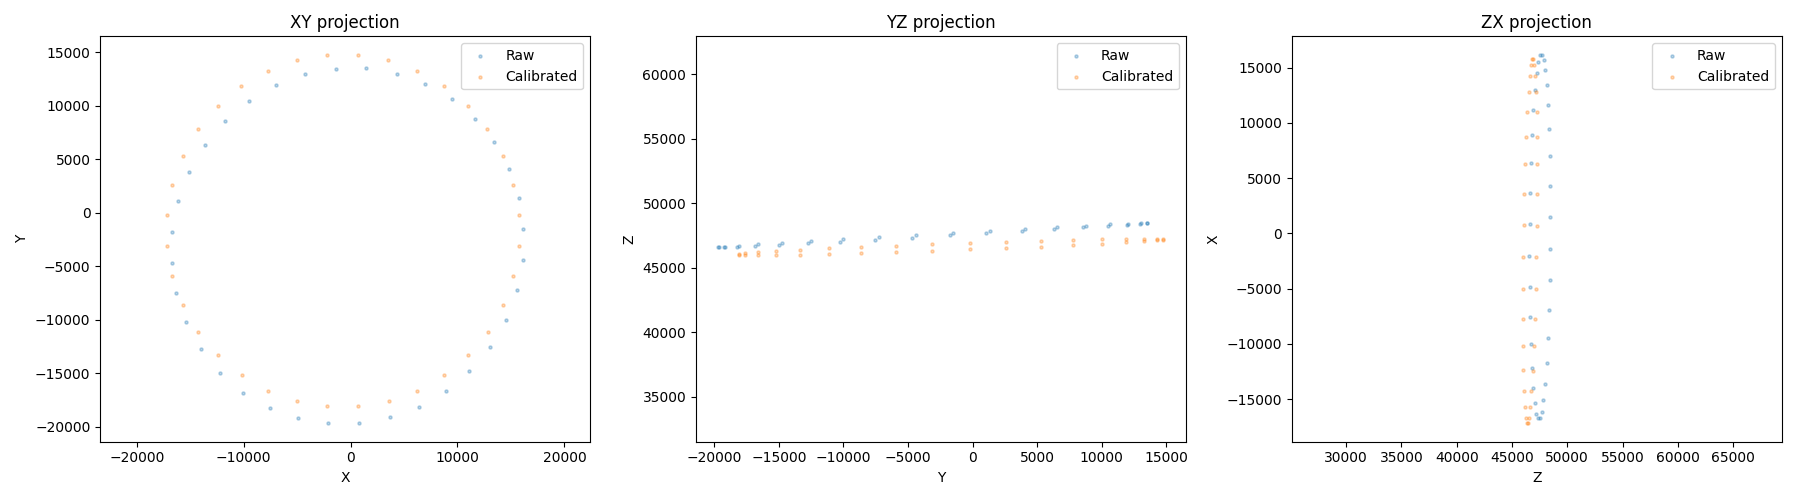 XY projection
Raw
Calibrated
15000
10000
5000
0
−5000
−10000
−15000
−20000
Y
−20000 −10000 0 10000 20000
X
YZ projection
Raw
Calibrated
60000
55000
50000
45000
40000
35000
Z
−20000 −15000 −10000 −5000 0 5000 10000 15000
Y
ZX projection
Raw
Calibrated
15000
10000
5000
0
−5000
−10000
−15000
X
30000 35000 40000 45000 50000 55000 60000 65000
Z